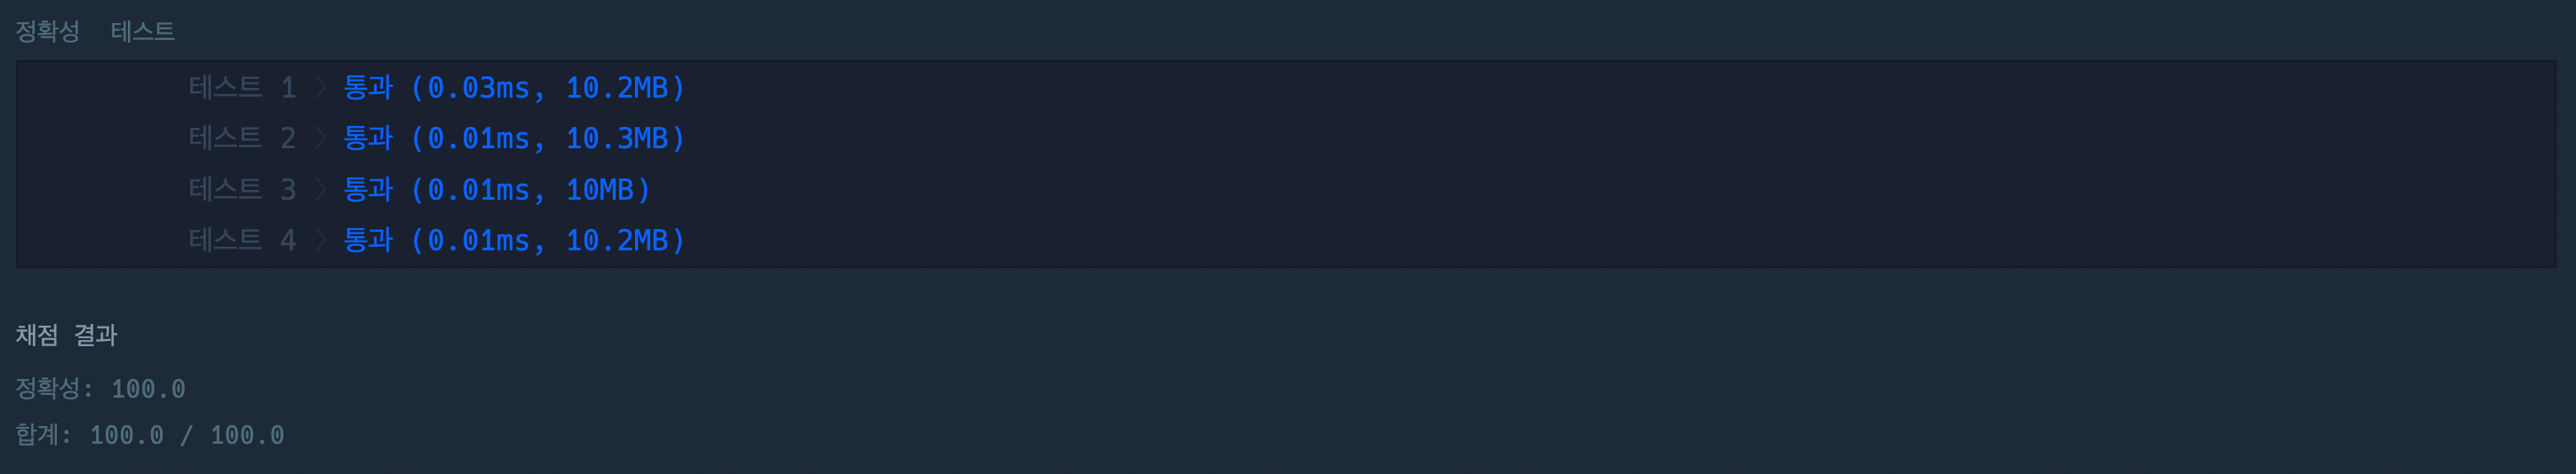 정확성 테스트
테스트 1 〉 통과 (0.03ms, 10.2MB)
테스트 2 〉 통과 (0.01ms, 10.3MB)
테스트 3 〉 통과 (0.01ms, 10MB)
테스트 4 〉 통과 (0.01ms, 10.2MB)
채점 결과
정확성: 100.0
합계: 100.0 / 100.0